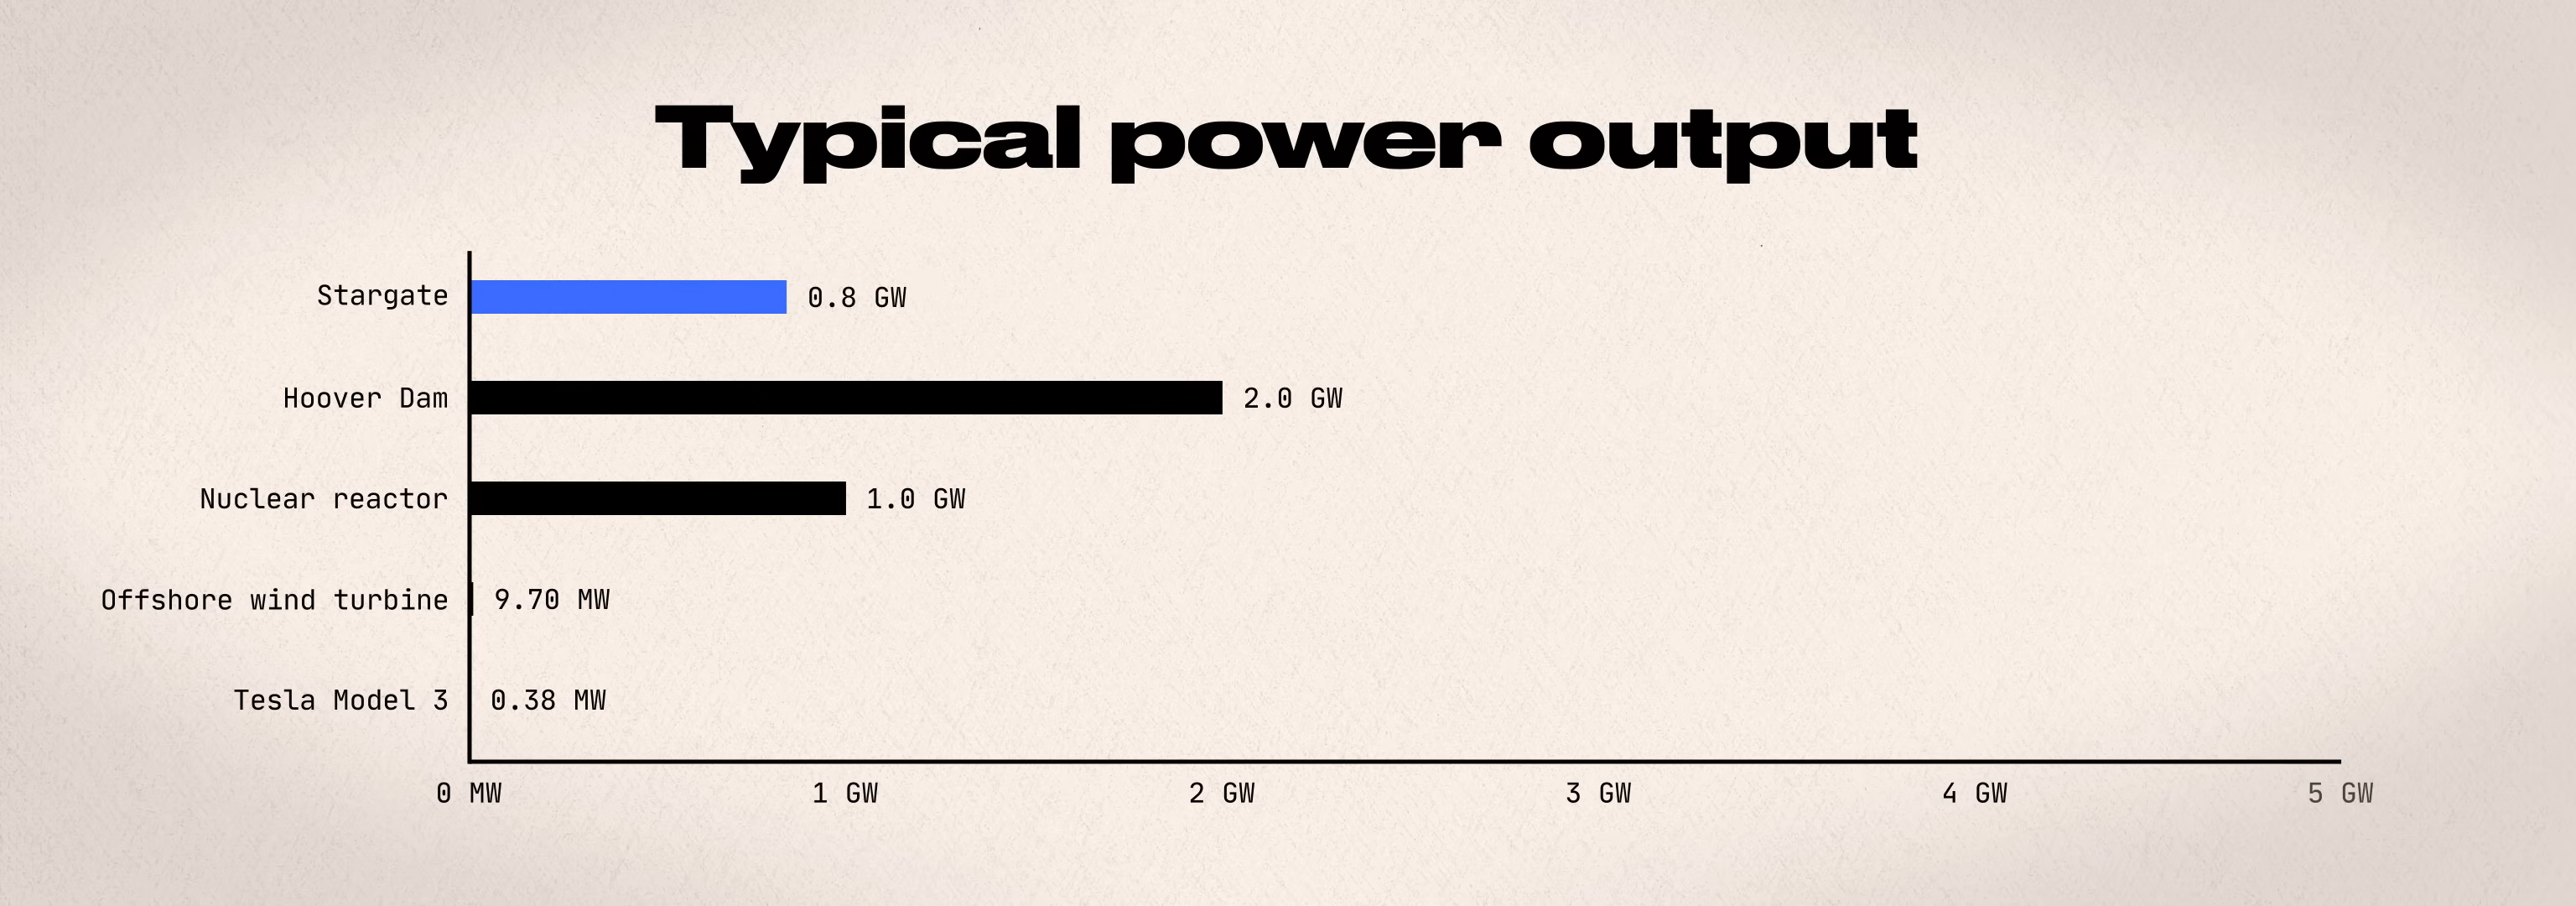 Typical power output
Stargate 0.8 GW
Hoover Dam 2.0 GW
Nuclear reactor 1.0 GW
Offshore wind turbine 9.70 MW
Tesla Model 3 0.38 MW
0 MW 1 GW 2 GW 3 GW 4 GW 5 GW